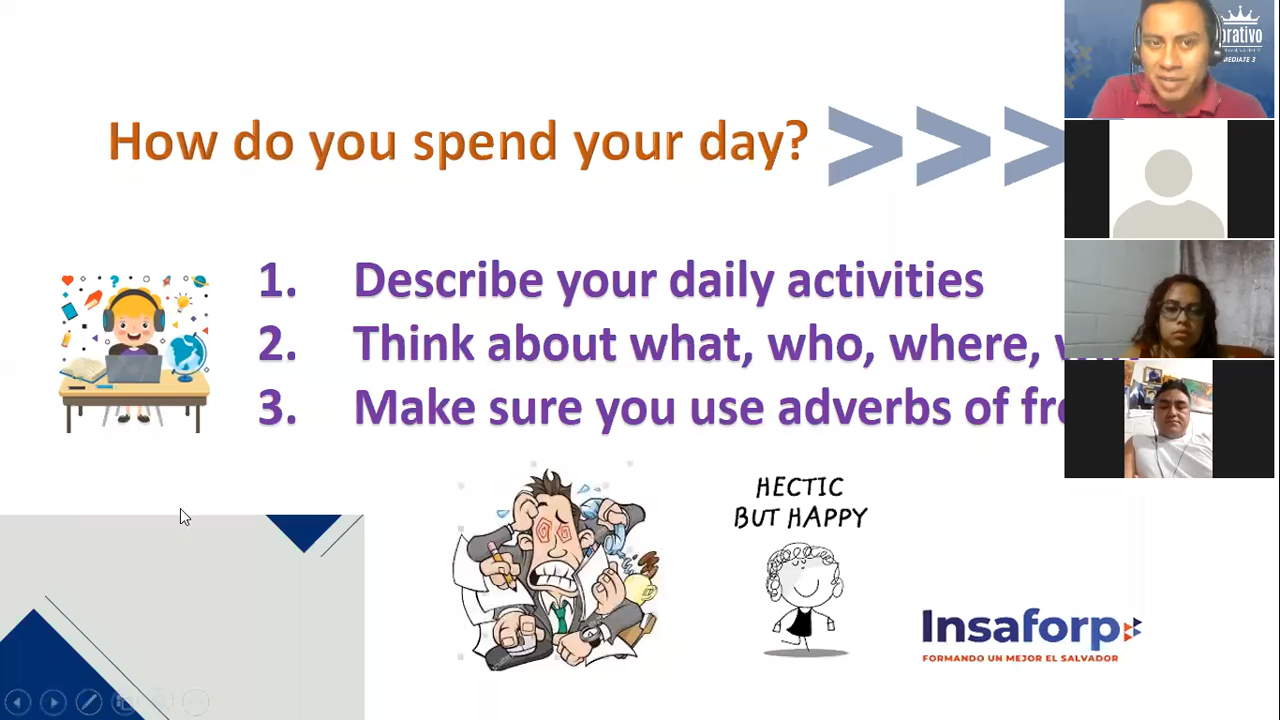 How do you spend your day? >>>
1. Describe your daily activities
2. Think about what, who, where,
3. Make sure you use adverbs of
HECTIC
BUT HAPPY
Insaforp
FORMANDO UN MEJOR EL SALVADOR